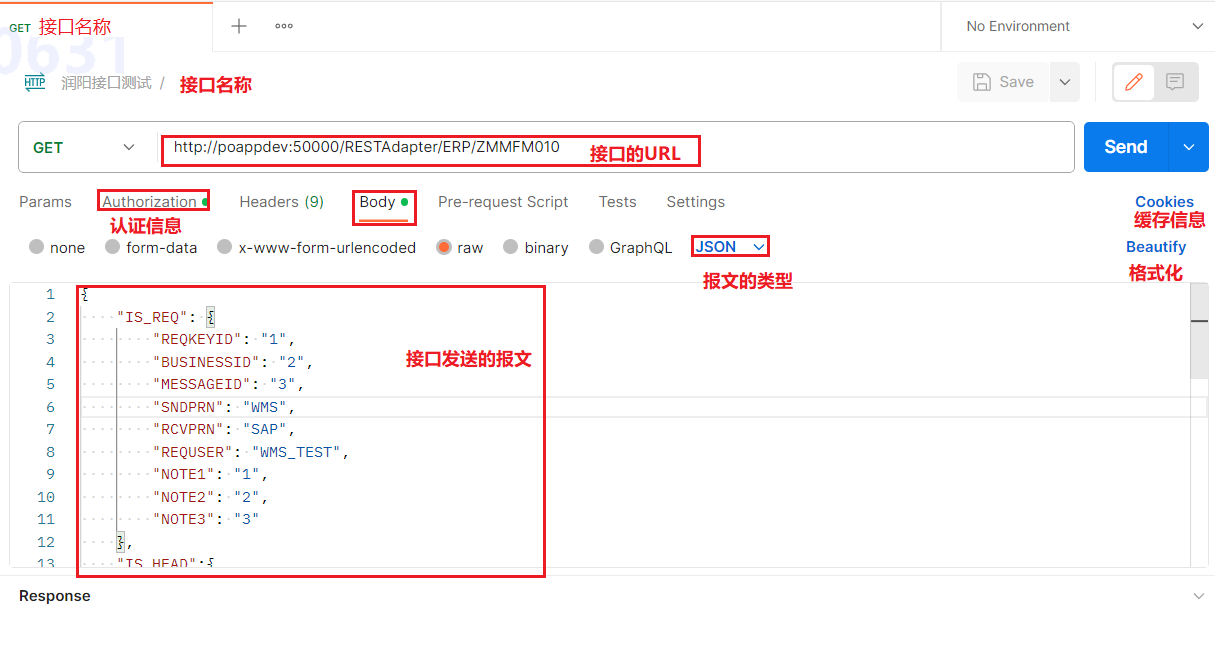 GET 接口名称
No Environment
0631
HTTP 润阳接口测试 / 接口名称
Save
GET
http://poappdev:50000/RESTAdapter/ERP/ZMMFM010
接口的URL
Send
Params Authorization Headers (9) Body Pre-request Script Tests Settings Cookies
认证信息
缓存信息
none form-data x-www-form-urlencoded raw binary GraphQL JSON Beautify
报文的类型
格式化
1 {
2 "IS_REQ": {
3 "REQKEYID": "1",
4 "BUSINESSID": "2",
接口发送的报文
5 "MESSAGEID": "3",
6 "SNDPRN": "WMS",
7 "RCVPRN": "SAP",
8 "REQUSER": "WMS_TEST",
9 "NOTE1": "1",
10 "NOTE2": "2",
11 "NOTE3": "3"
12 },
13 "IS_HEAD":{
Response